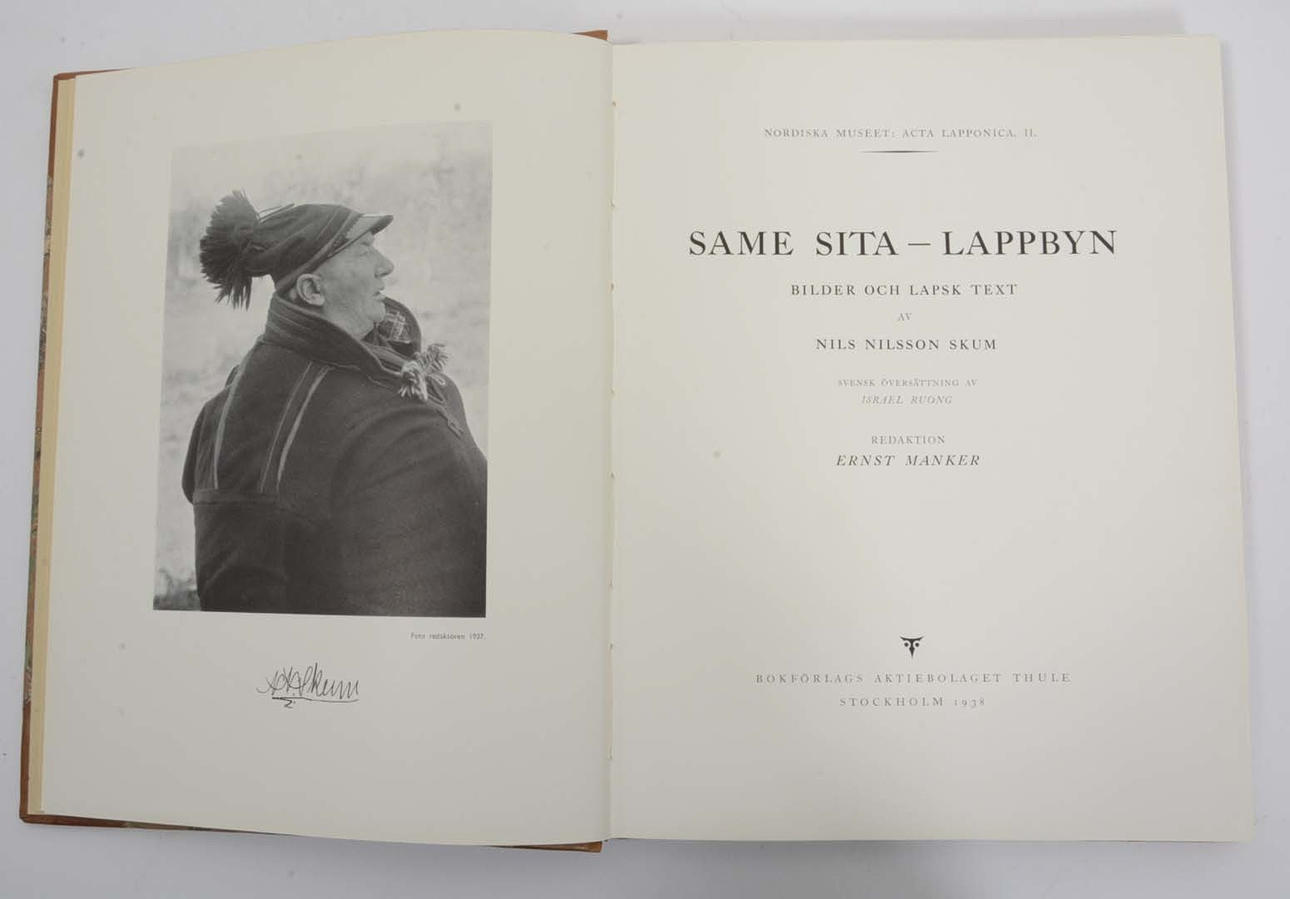 Foto redaktören 1937.
NNSkum
NORDISKA MUSEET: ACTA LAPPONICA, II.
SAME SITA – LAPPBYN
BILDER OCH LAPSK TEXT
AV
NILS NILSSON SKUM
SVENSK ÖVERSÄTTNING AV
ISRAEL RUONG
REDAKTION
ERNST MANKER
BOKFÖRLAGS AKTIEBOLAGET THULE
STOCKHOLM 1938